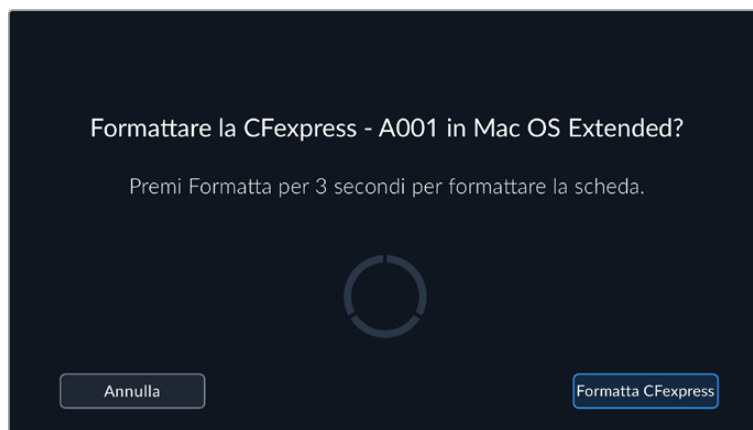 Formattare la CFexpress - A001 in Mac OS Extended?
Premi Formatta per 3 secondi per formattare la scheda.
Annulla
Formatta CFexpress